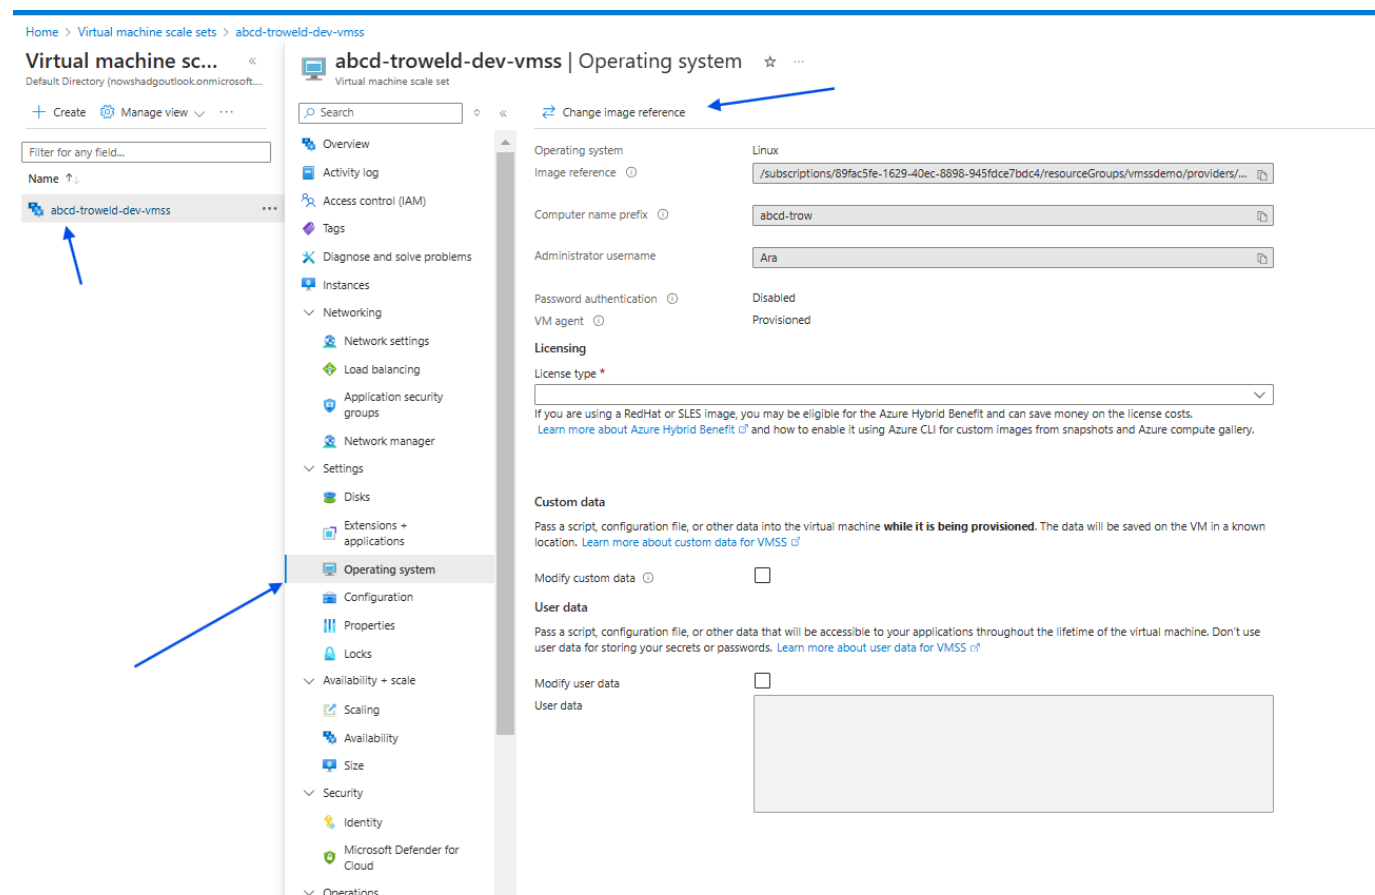 Home > Virtual machine scale sets > abcd-troweld-dev-vmss
Virtual machine sc... «
Default Directory (nowshadgoutlook.onmicrosoft....
Create Manage view ...
Filter for any field...
Name ↑↓
abcd-troweld-dev-vmss ...
abcd-troweld-dev-vmss | Operating system ...
Virtual machine scale set
Search «
Overview
Activity log
Access control (IAM)
Tags
Diagnose and solve problems
Instances
Networking
Network settings
Load balancing
Application security
groups
Network manager
Settings
Disks
Extensions +
applications
Operating system
Configuration
Properties
Locks
Availability + scale
Scaling
Availability
Size
Security
Identity
Microsoft Defender for
Cloud
Operations
Change image reference
Operating system Linux
Image reference /subscriptions/89fac5fe-1629-40ec-8898-945fdce7bdc4/resourceGroups/vmssdemo/providers/...
Computer name prefix abcd-trow
Administrator username Ara
Password authentication Disabled
VM agent Provisioned
Licensing
License type *
If you are using a RedHat or SLES image, you may be eligible for the Azure Hybrid Benefit and can save money on the license costs.
Learn more about Azure Hybrid Benefit and how to enable it using Azure CLI for custom images from snapshots and Azure compute gallery.
Custom data
Pass a script, configuration file, or other data into the virtual machine while it is being provisioned. The data will be saved on the VM in a known
location. Learn more about custom data for VMSS
Modify custom data
User data
Pass a script, configuration file, or other data that will be accessible to your applications throughout the lifetime of the virtual machine. Don't use
user data for storing your secrets or passwords. Learn more about user data for VMSS
Modify user data
User data